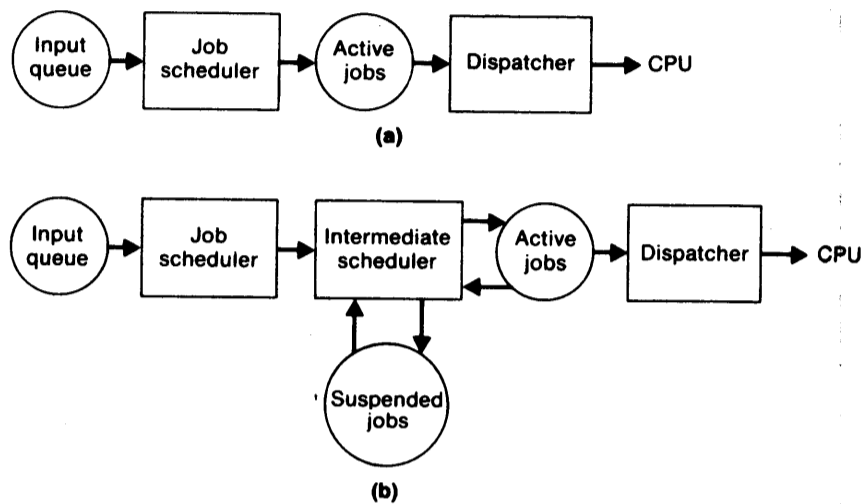 Input
queue
Job
scheduler
Active
jobs
Dispatcher
CPU
(a)
Input
queue
Job
scheduler
Intermediate
scheduler
Active
jobs
Dispatcher
CPU
Suspended
jobs
(b)